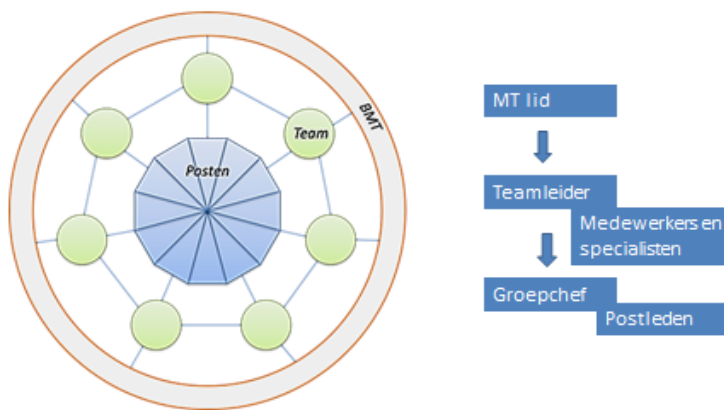 BMT
Team
Posten
MT lid
Teamleider
Medewerkers en
specialisten
Groepchef
Postleden